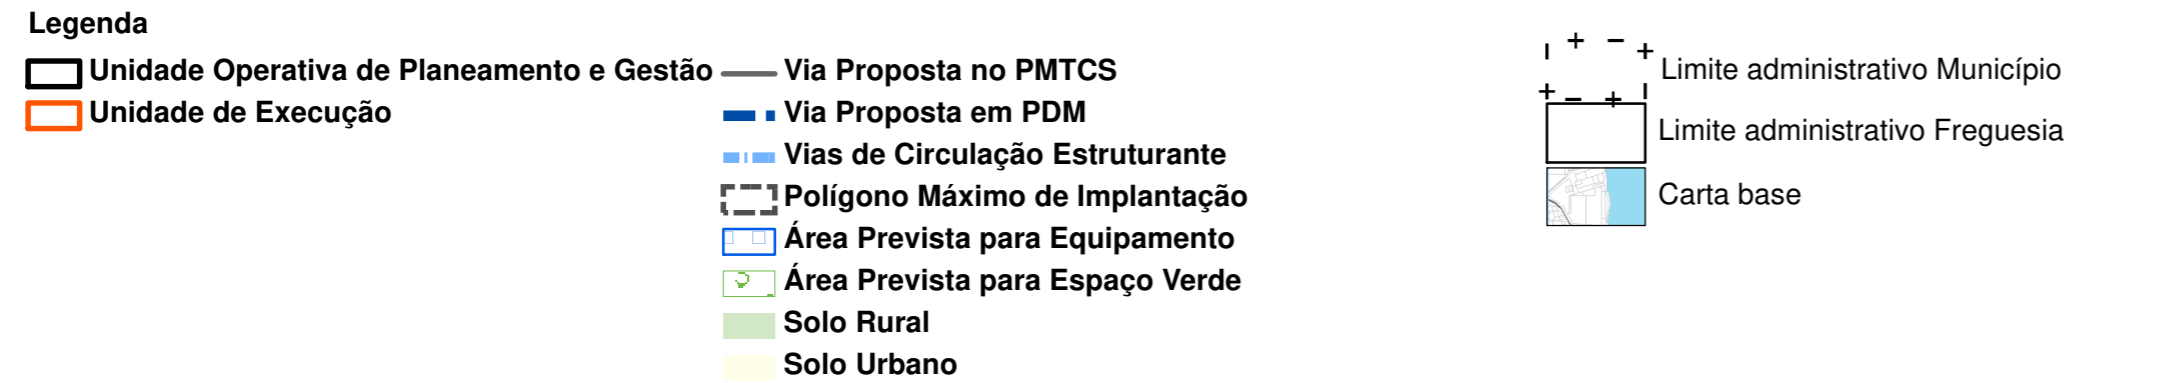 Legenda
Unidade Operativa de Planeamento e Gestão
Unidade de Execução
Via Proposta no PMTCS
Via Proposta em PDM
Vias de Circulação Estruturante
Polígono Máximo de Implantação
Área Prevista para Equipamento
Área Prevista para Espaço Verde
Solo Rural
Solo Urbano
Limite administrativo Município
Limite administrativo Freguesia
Carta base